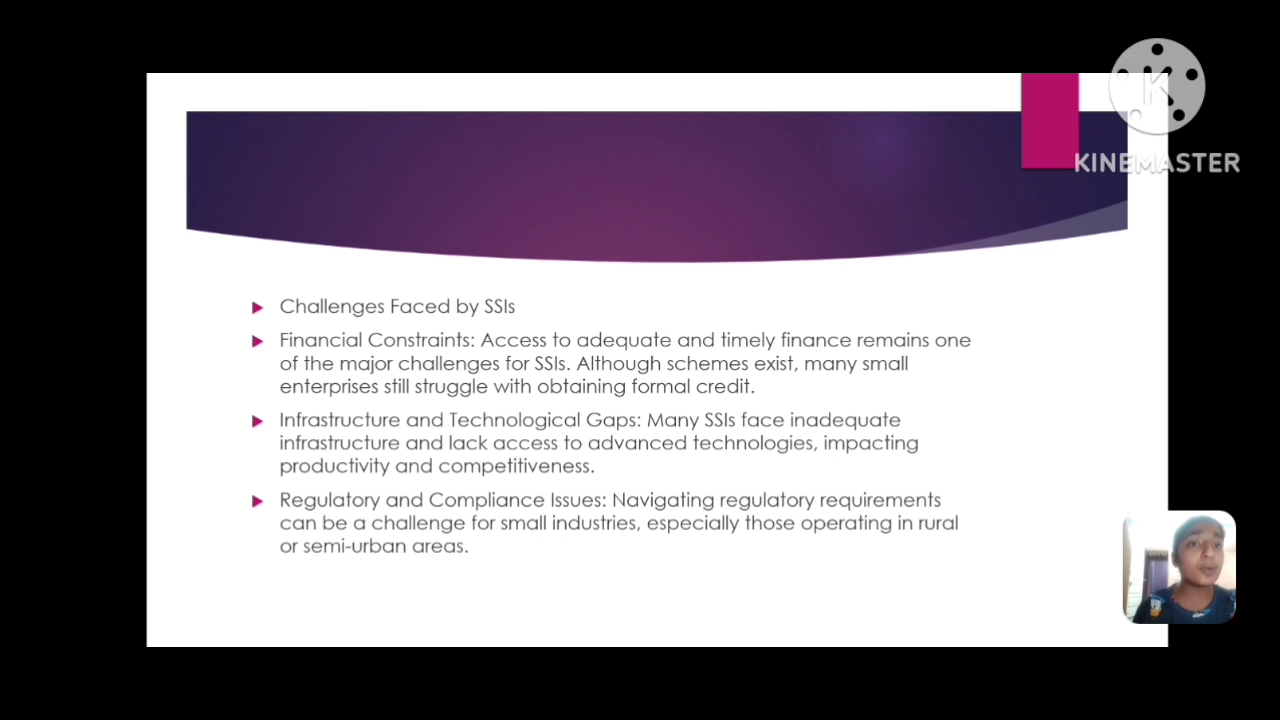 K
KINEMASTER
Challenges Faced by SSIs
Financial Constraints: Access to adequate and timely finance remains one
of the major challenges for SSIs. Although schemes exist, many small
enterprises still struggle with obtaining formal credit.
Infrastructure and Technological Gaps: Many SSIs face inadequate
infrastructure and lack access to advanced technologies, impacting
productivity and competitiveness.
Regulatory and Compliance Issues: Navigating regulatory requirements
can be a challenge for small industries, especially those operating in rural
or semi-urban areas.